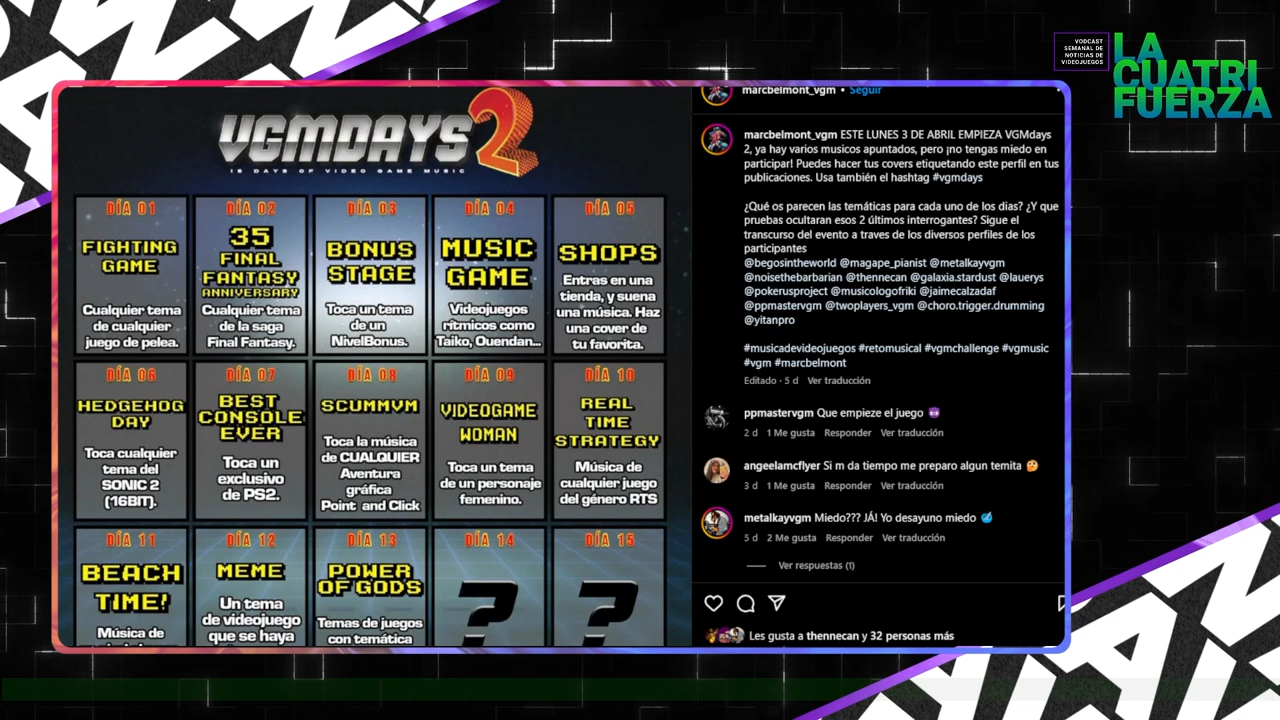 VODCAST
SEMANAL DE
NOTICIAS DE
VIDEOJUEGOS
LA
CUATRI
FUERZA
VGMDAYS 2
15 DAYS OF VIDEO GAME MUSIC
DÍA 01
FIGHTING
GAME
Cualquier tema
de cualquier
juego de pelea.
DÍA 02
35
FINAL
FANTASY
ANNIVERSARY
Cualquier tema
de la saga
Final Fantasy.
DÍA 03
BONUS
STAGE
Toca un tema
de un
NivelBonus.
DÍA 04
MUSIC
GAME
Videojuegos
rítmicos como
Taiko, Ouendan...
DÍA 05
SHOPS
Entras en una
tienda, y suena
una música. Haz
una cover de
tu favorita.
DÍA 06
HEDGEHOG
DAY
Toca cualquier
tema del
SONIC 2
(16BIT).
DÍA 07
BEST
CONSOLE
EVER
Toca un
exclusivo
de PS2.
DÍA 08
SCUMMVM
Toca la música
de CUALQUIER
Aventura
gráfica
Point and Click
DÍA 09
VIDEOGAME
WOMAN
Toca un tema
de un personaje
femenino.
DÍA 10
REAL
TIME
STRATEGY
Música de
cualquier juego
del género RTS
DÍA 11
BEACH
TIME!
Música de
DÍA 12
MEME
Un tema
de videojuego
que se haya
DÍA 13
POWER
OF GODS
Temas de juegos
con temática
DÍA 14
?
DÍA 15
?
marcbelmont_vgm • Seguir
marcbelmont_vgm ESTE LUNES 3 DE ABRIL EMPIEZA VGMdays
2, ya hay varios musicos apuntados, pero ¡no tengas miedo en
participar! Puedes hacer tus covers etiquetando este perfil en tus
publicaciones. Usa también el hashtag #vgmdays
¿Qué os parecen las temáticas para cada uno de los dias? ¿Y que
pruebas ocultaran esos 2 últimos interrogantes? Sigue el
transcurso del evento a traves de los diversos perfiles de los
participantes
@begosintheworld @magape_pianist @metalkayvgm
@noisethebarbarian @thennecan @galaxia.stardust @lauerys
@pokerusproject @musicologofriki @jaimecalzadaf
@ppmastervgm @twoplayers_vgm @choro.trigger.drumming
@yitanpro
#musicadevideojuegos #retomusical #vgmchallenge #vgmusic
#vgm #marcbelmont
Editado · 5 d Ver traducción
ppmastervgm Que empieze el juego 😈
2 d 1 Me gusta Responder Ver traducción
angeelamcflyer Si m da tiempo me preparo algun temita 🤔
3 d 1 Me gusta Responder Ver traducción
metalkayvgm Miedo??? JÁ! Yo desayuno miedo 🥣
5 d 2 Me gusta Responder Ver traducción
Ver respuestas (1)
Les gusta a thennecan y 32 personas más